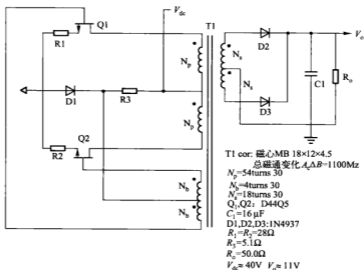 Q1
V_dc
T1
R1
D2
V_o
N_p
N_s
N_s
D1
R3
C1
R_o
N_p
D3
Q2
R2
N_b
N_b
T1 cor: 磁心MB 18×12×4.5
总磁通变化 A_eΔB=1100Mz
N_p=54turns 30
N_b=4turns 30
N_s=18turns 30
Q1,Q2: D44Q5
C1=16 μF
D1,D2,D3:1N4937
R1=R2=28Ω
R3=5.1Ω
R_o=50.0Ω
V_dc≈40V V_o≈11V